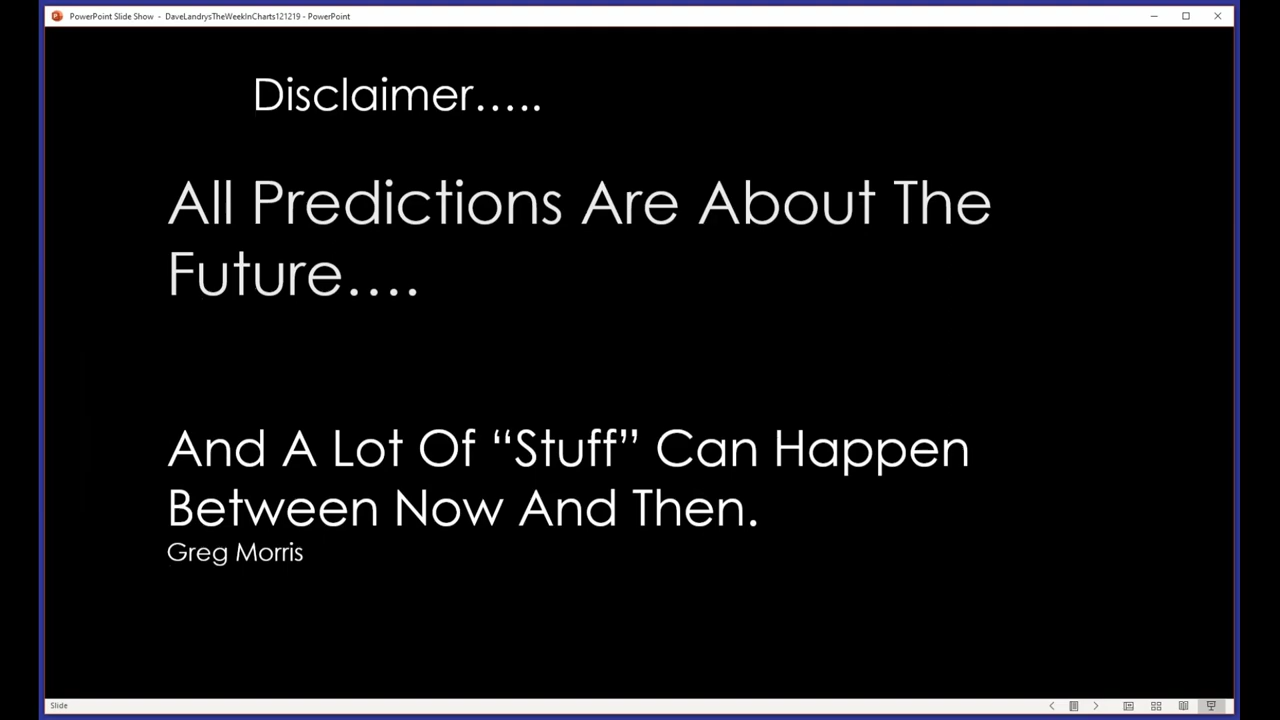 PowerPoint Slide Show - DaveLandrysTheWeekInCharts121219 - PowerPoint
Disclaimer…..
All Predictions Are About The
Future….
And A Lot Of “Stuff” Can Happen
Between Now And Then.
Greg Morris
Slide